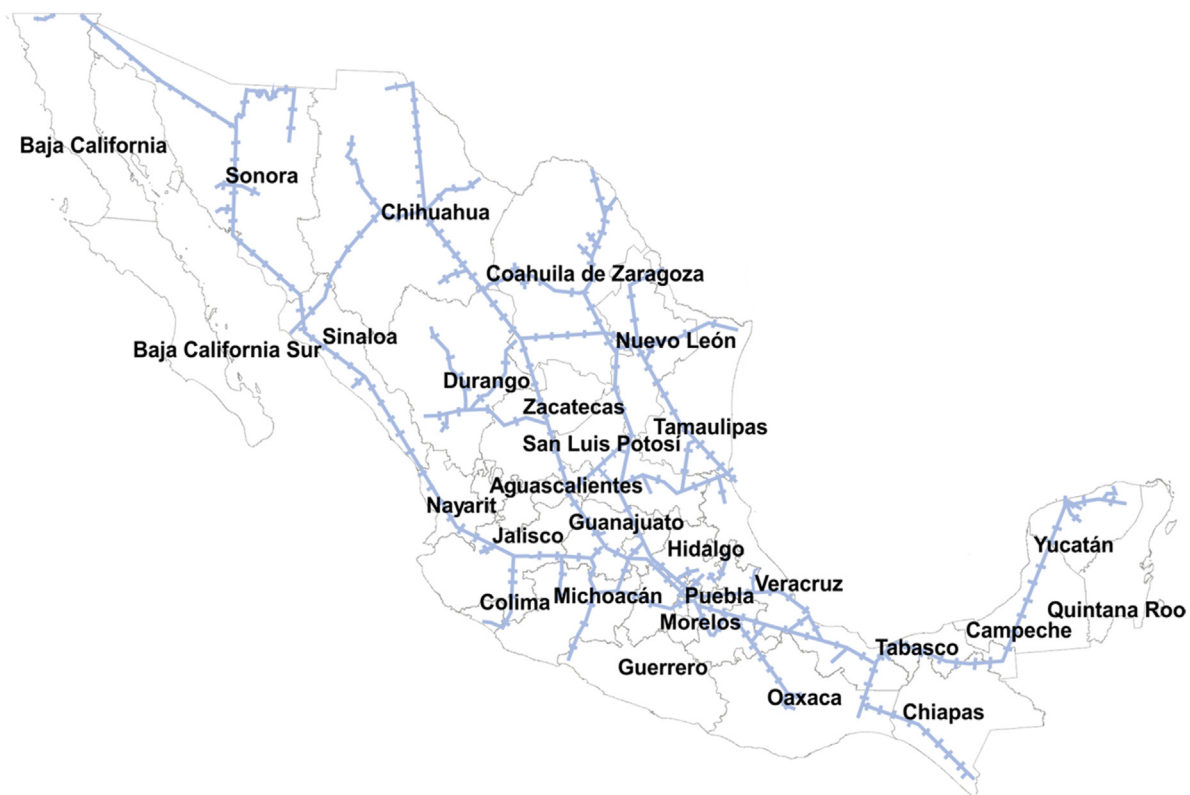 Baja California
Sonora
Chihuahua
Coahuila de Zaragoza
Sinaloa
Nuevo León
Baja California Sur
Durango
Zacatecas
Tamaulipas
San Luis Potosí
Aguascalientes
Nayarit
Guanajuato
Jalisco
Hidalgo
Yucatán
Veracruz
Colima
Michoacán
Puebla
Quintana Roo
Morelos
Campeche
Tabasco
Guerrero
Oaxaca
Chiapas